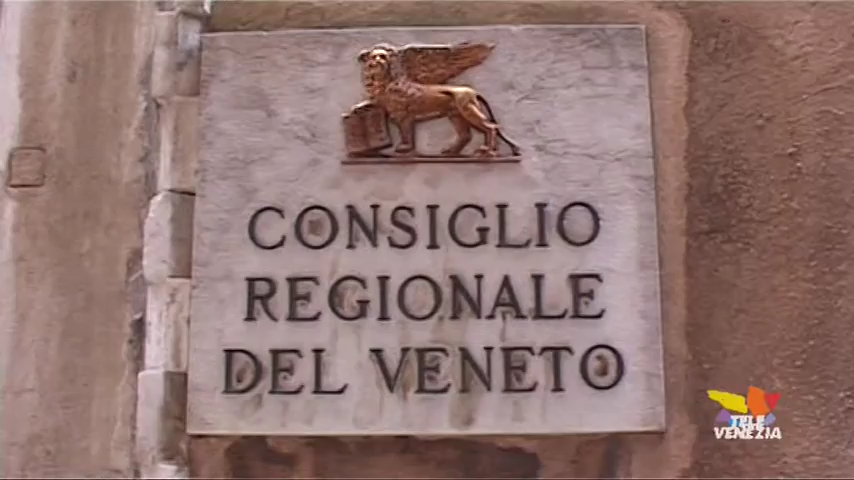 CONSIGLIO
REGIONALE
DEL VENETO
TELE
VENEZIA